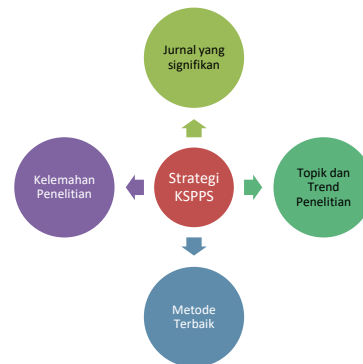 Jurnal yang
signifikan
Kelemahan
Penelitian
Strategi
KSPPS
Topik dan
Trend
Penelitian
Metode
Terbaik